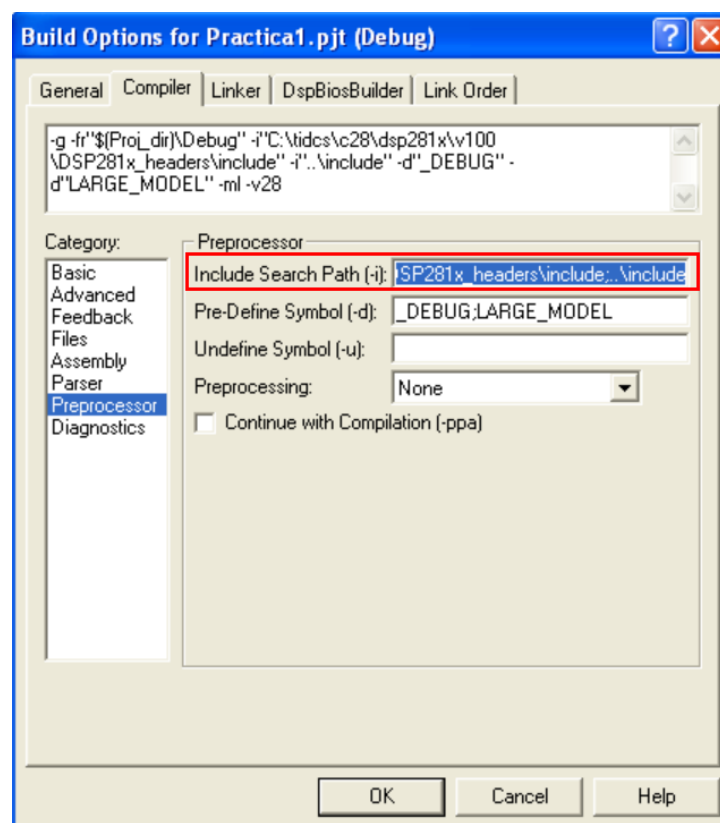 Build Options for Practica1.pjt (Debug)
General Compiler Linker DspBiosBuilder Link Order
-g -fr"$(Proj_dir)\Debug" -i"C:\tidcs\c28\dsp281x\v100
\DSP281x_headers\include" -i"..\include" -d"_DEBUG" -
d"LARGE_MODEL" -ml -v28
Category:
Basic
Advanced
Feedback
Files
Assembly
Parser
Preprocessor
Diagnostics
Preprocessor
Include Search Path (-i): SP281x_headers\include;..\include
Pre-Define Symbol (-d): _DEBUG;LARGE_MODEL
Undefine Symbol (-u):
Preprocessing: None
Continue with Compilation (-ppa)
OK Cancel Help